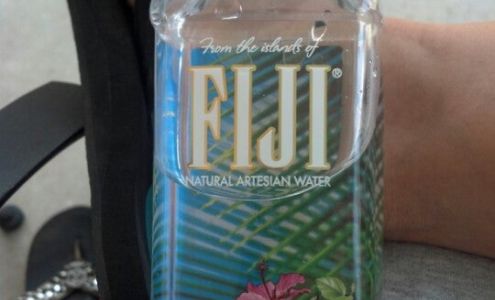 From the islands of
FIJI®
NATURAL ARTESIAN WATER